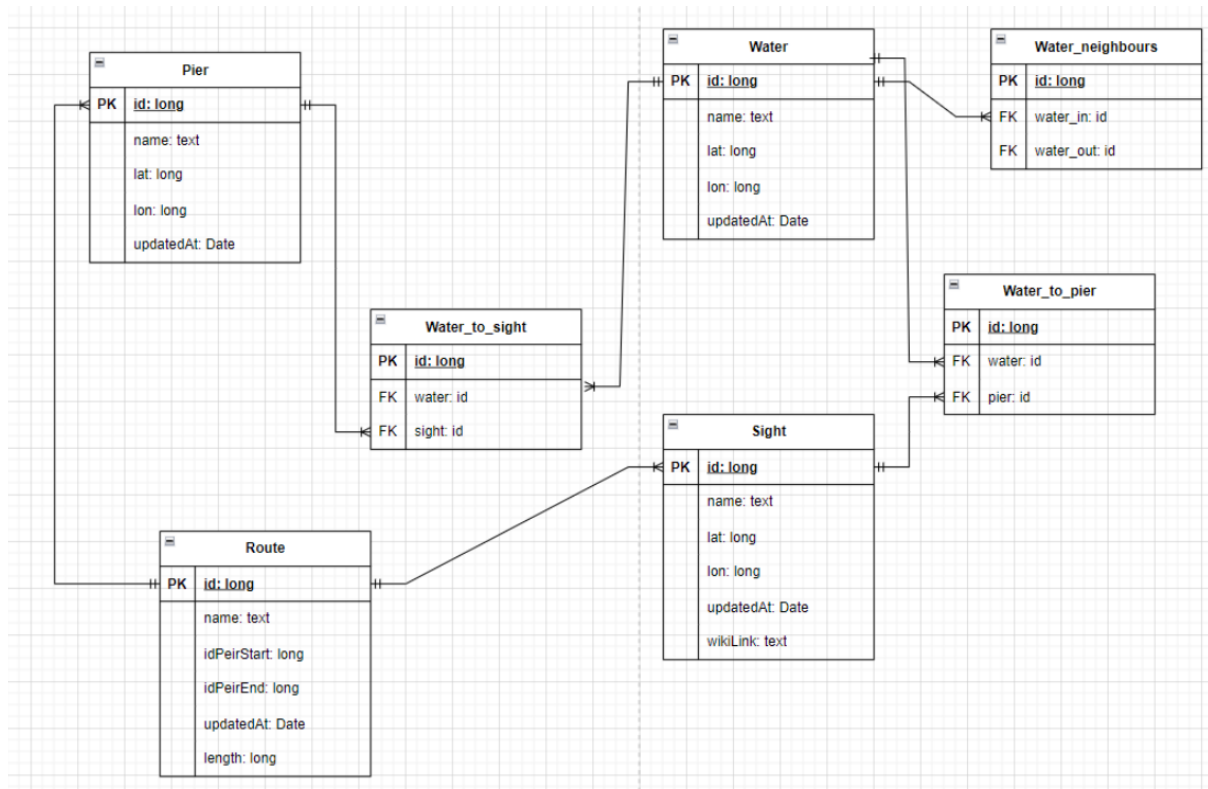 Pier
PK id: long
name: text
lat: long
lon: long
updatedAt: Date
Water
PK id: long
name: text
lat: long
lon: long
updatedAt: Date
Water_neighbours
PK id: long
FK water_in: id
FK water_out: id
Water_to_sight
PK id: long
FK water: id
FK sight: id
Water_to_pier
PK id: long
FK water: id
FK pier: id
Sight
PK id: long
name: text
lat: long
lon: long
updatedAt: Date
wikiLink: text
Route
PK id: long
name: text
idPeirStart: long
idPeirEnd: long
updatedAt: Date
length: long